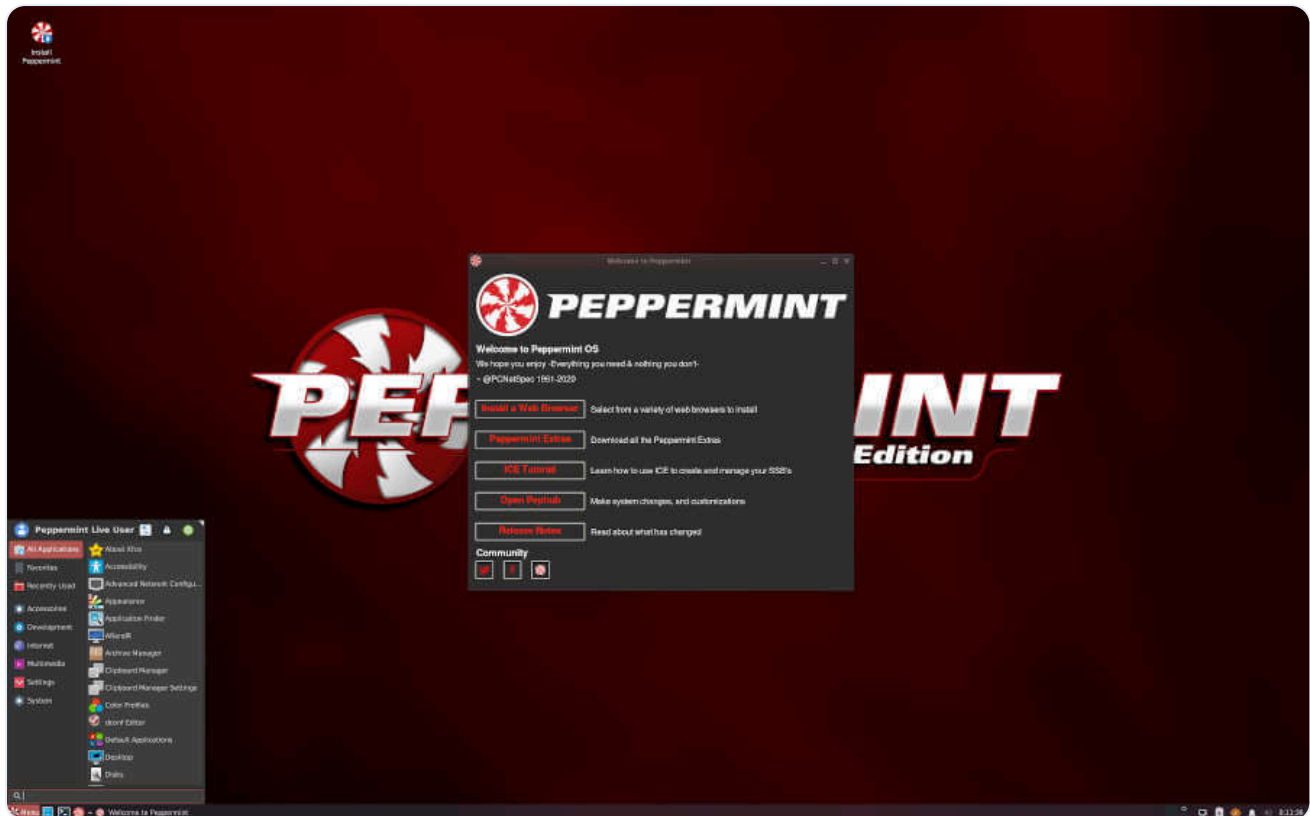 Install
Peppermint
Welcome to Peppermint
PEPPERMINT
Welcome to Peppermint OS
We hope you enjoy -Everything you need & nothing you don't-
~ @PCNetSpec 1961-2020
Install a Web Browser Select from a variety of web browsers to install
Peppermint Extras Download all the Peppermint Extras
ICE Tutorial Learn how to use ICE to create and manage your SSB's
Open Pephub Make system changes, and customizations
Release Notes Read about what has changed
Community
PEP INT
Edition
Peppermint Live User
All Applications
Favorites
Recently Used
Accessories
Development
Internet
Multimedia
Settings
System
About Xfce
Accessibility
Advanced Network Configu...
Appearance
Application Finder
ARandR
Archive Manager
Clipboard Manager
Clipboard Manager Settings
Color Profiles
dconf Editor
Default Applications
Desktop
Disks
Menu
Welcome to Peppermint